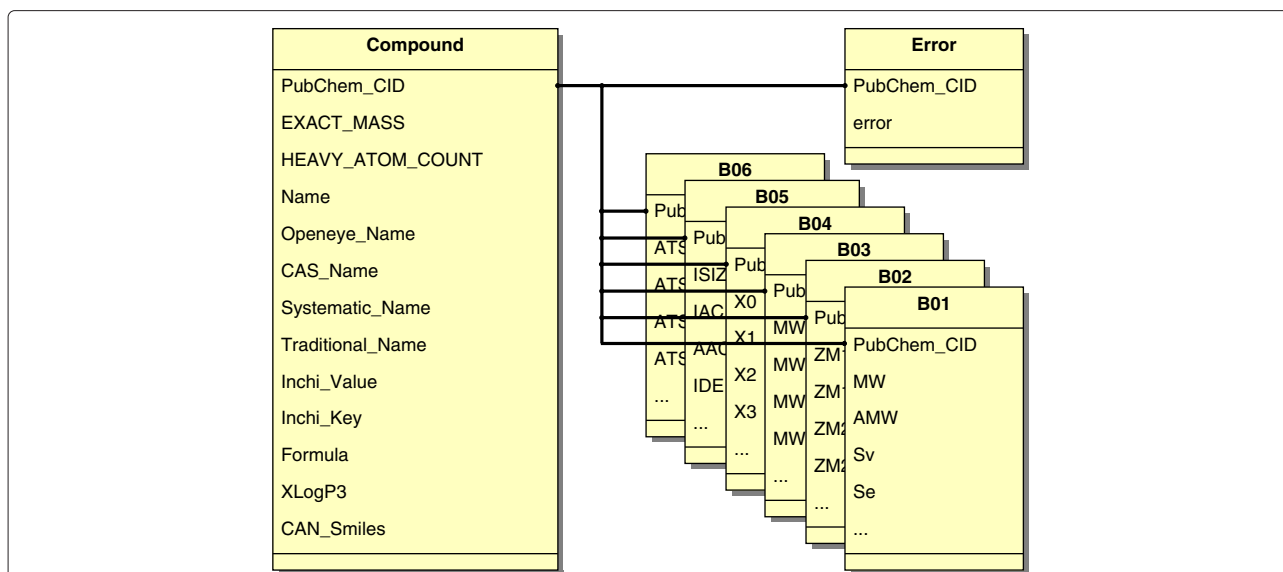 Compound
PubChem_CID
EXACT_MASS
HEAVY_ATOM_COUNT
Name
Openeye_Name
CAS_Name
Systematic_Name
Traditional_Name
Inchi_Value
Inchi_Key
Formula
XLogP3
CAN_Smiles
Error
PubChem_CID
error
B06
Pub
ATS
ATS
ATS
ATS
...
B05
Pub
ISIZ
IAC
AAC
IDE
...
B04
Pub
X0
X1
X2
X3
...
B03
Pub
MW
MW
MW
MW
...
B02
Pub
ZM1
ZM1
ZM2
ZM2
...
B01
PubChem_CID
MW
AMW
Sv
Se
...